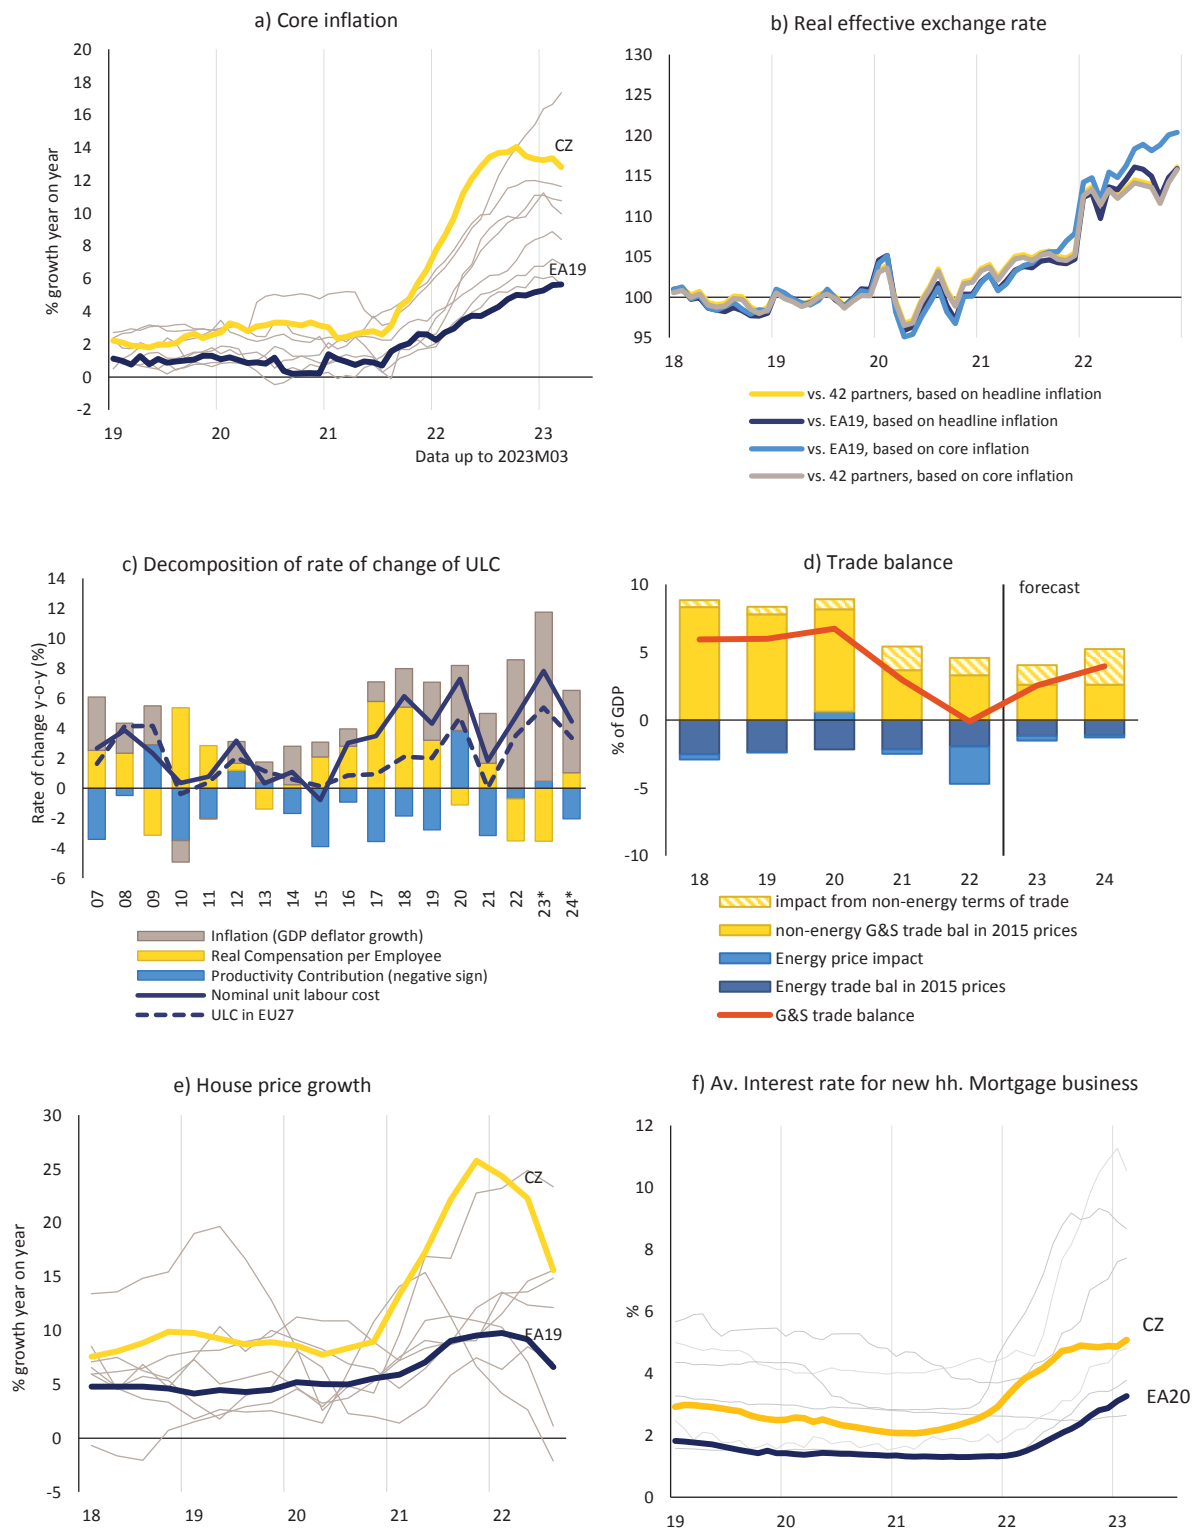 a) Core inflation
20
18
16
14
12
10
8
6
4
2
0
-2
% growth year on year
CZ
EA19
19 20 21 22 23
Data up to 2023M03
b) Real effective exchange rate
130
125
120
115
110
105
100
95
18 19 20 21 22
vs. 42 partners, based on headline inflation
vs. EA19, based on headline inflation
vs. EA19, based on core inflation
vs. 42 partners, based on core inflation
c) Decomposition of rate of change of ULC
14
12
10
8
6
4
2
0
-2
-4
-6
Rate of change y-o-y (%)
07 08 09 10 11 12 13 14 15 16 17 18 19 20 21 22 23* 24*
Inflation (GDP deflator growth)
Real Compensation per Employee
Productivity Contribution (negative sign)
Nominal unit labour cost
ULC in EU27
d) Trade balance
10
5
0
-5
-10
% of GDP
forecast
18 19 20 21 22 23 24
impact from non-energy terms of trade
non-energy G&S trade bal in 2015 prices
Energy price impact
Energy trade bal in 2015 prices
G&S trade balance
e) House price growth
30
25
20
15
10
5
0
-5
% growth year on year
CZ
EA19
18 19 20 21 22
f) Av. Interest rate for new hh. Mortgage business
12
10
8
6
4
2
0
%
CZ
EA20
19 20 21 22 23